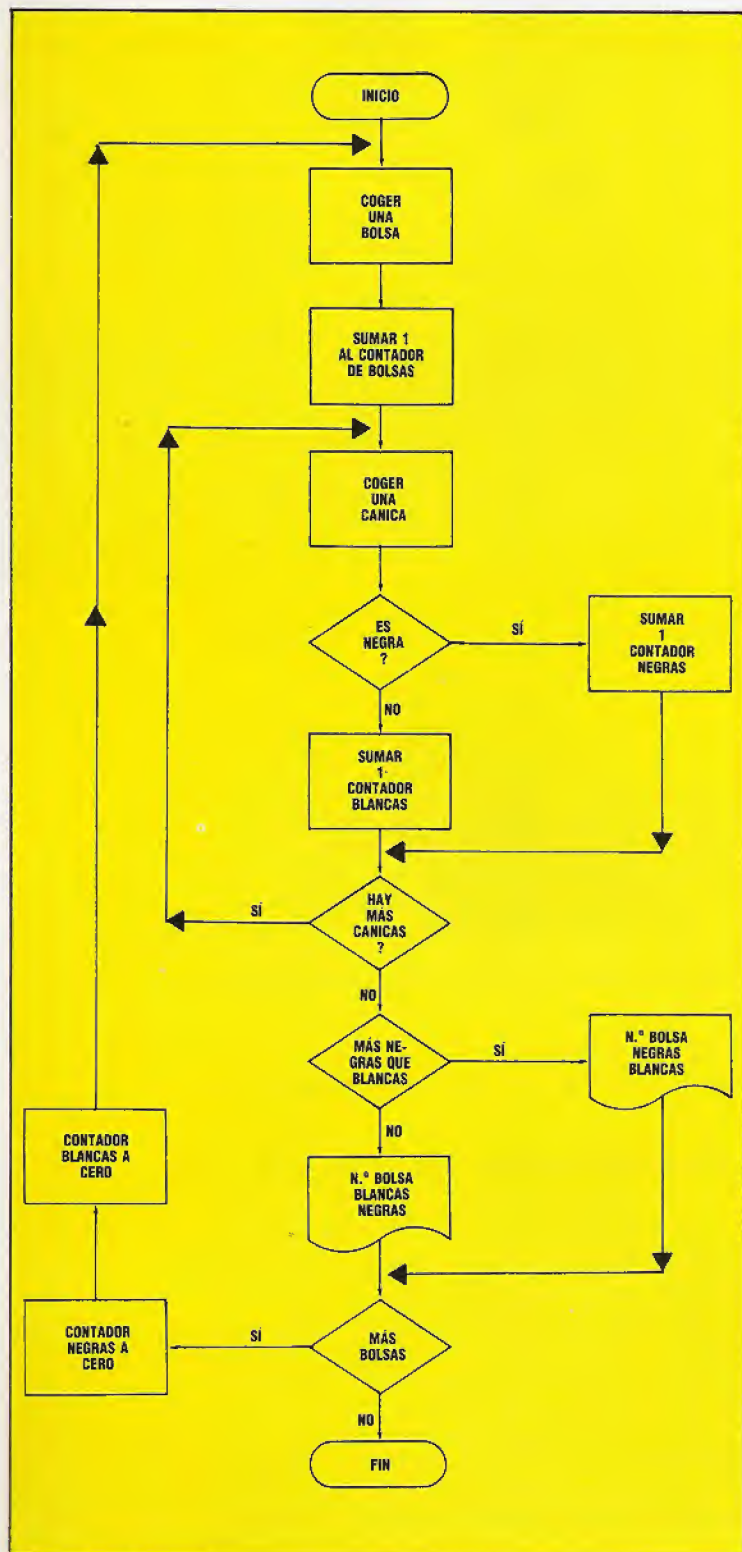 INICIO
COGER
UNA
BOLSA
SUMAR 1
AL CONTADOR
DE BOLSAS
COGER
UNA
CANICA
ES
NEGRA
?
SÍ
SUMAR
1
CONTADOR
NEGRAS
NO
SUMAR
1
CONTADOR
BLANCAS
HAY
MÁS
CANICAS
?
SÍ
NO
MÁS NE-
GRAS QUE
BLANCAS
SÍ
N.º BOLSA
NEGRAS
BLANCAS
NO
N.º BOLSA
BLANCAS
NEGRAS
CONTADOR
BLANCAS A
CERO
MÁS
BOLSAS
SÍ
CONTADOR
NEGRAS A
CERO
NO
FIN